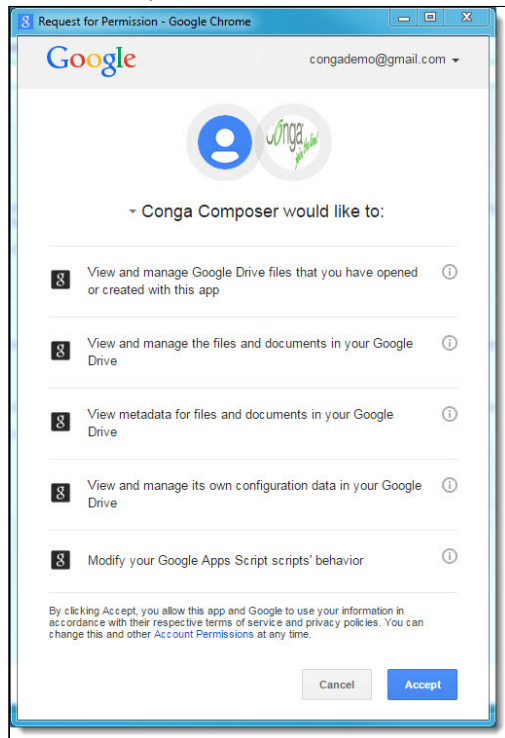 Request for Permission - Google Chrome
Google
congademo@gmail.com
Conga
Conga Composer would like to:
View and manage Google Drive files that you have opened
or created with this app
View and manage the files and documents in your Google
Drive
View metadata for files and documents in your Google
Drive
View and manage its own configuration data in your Google
Drive
Modify your Google Apps Script scripts' behavior
By clicking Accept, you allow this app and Google to use your information in
accordance with their respective terms of service and privacy policies. You can
change this and other Account Permissions at any time.
Cancel
Accept